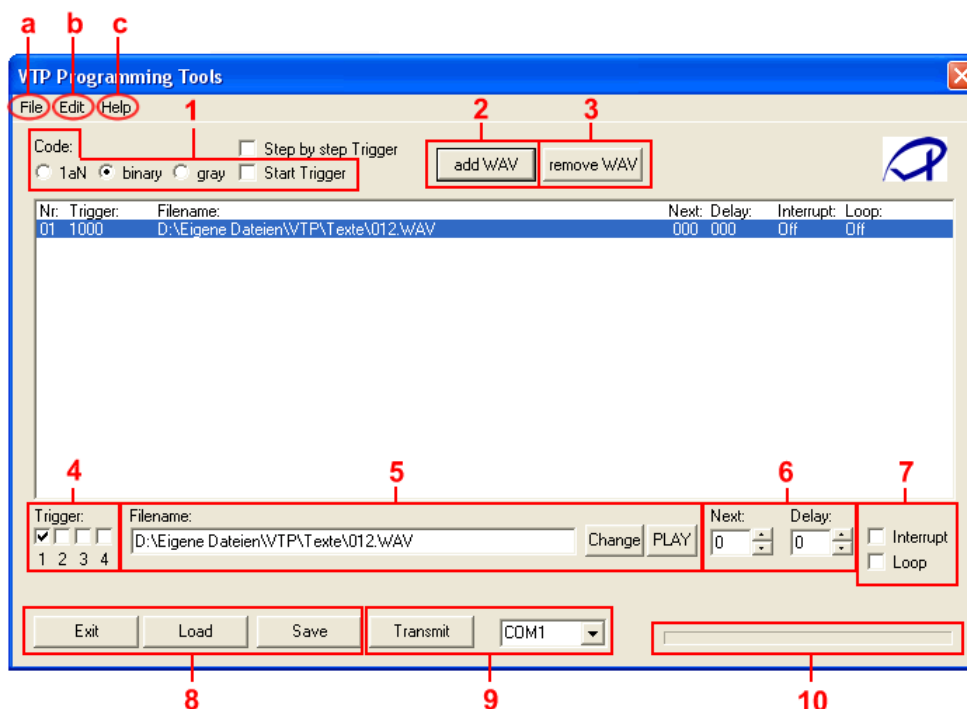 a b c
VTP Programming Tools
File Edit Help
1 2 3
Code:
Step by step Trigger
1aN binary gray Start Trigger
add WAV remove WAV
Nr: Trigger: Filename: Next: Delay: Interrupt: Loop:
01 1000 D:\Eigene Dateien\VTP\Texte\012.WAV 000 000 Off Off
4 5 6 7
Trigger: Filename: Next: Delay:
D:\Eigene Dateien\VTP\Texte\012.WAV Change PLAY 0 0 Interrupt
1 2 3 4 Loop
Exit Load Save Transmit COM1
8 9 10